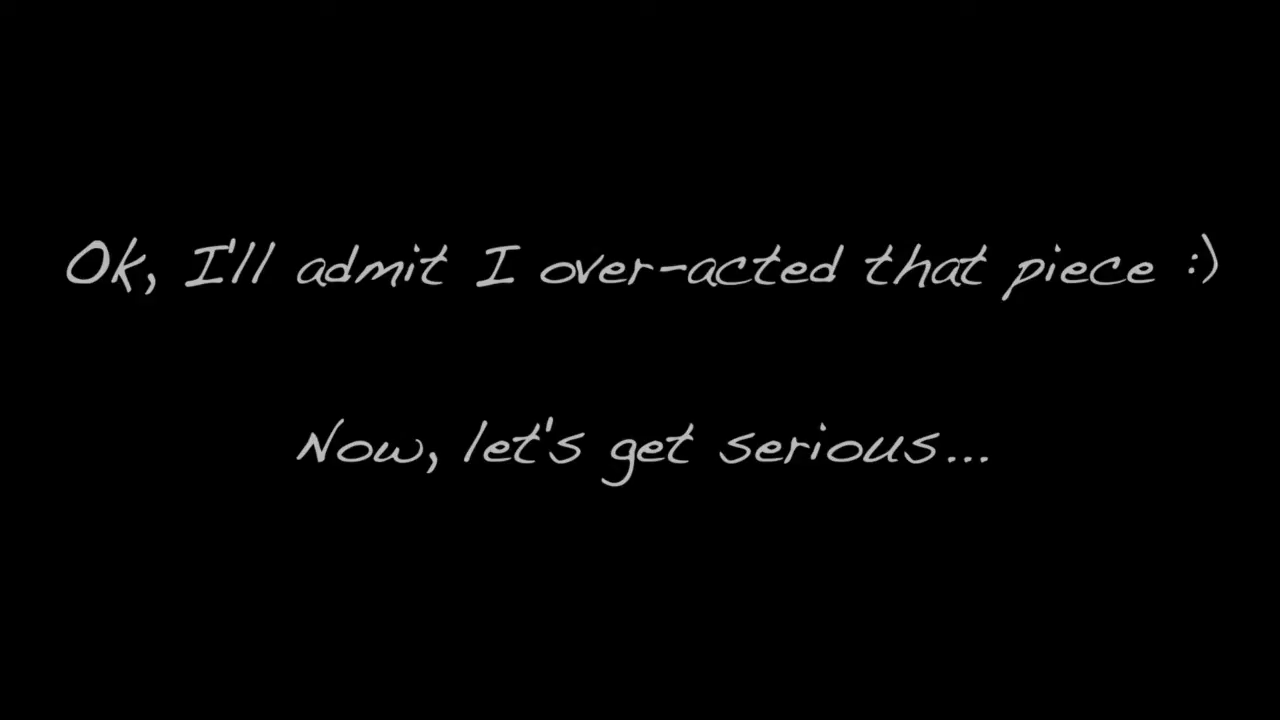 Ok, I'll admit I over-acted that piece :)
Now, let's get serious...